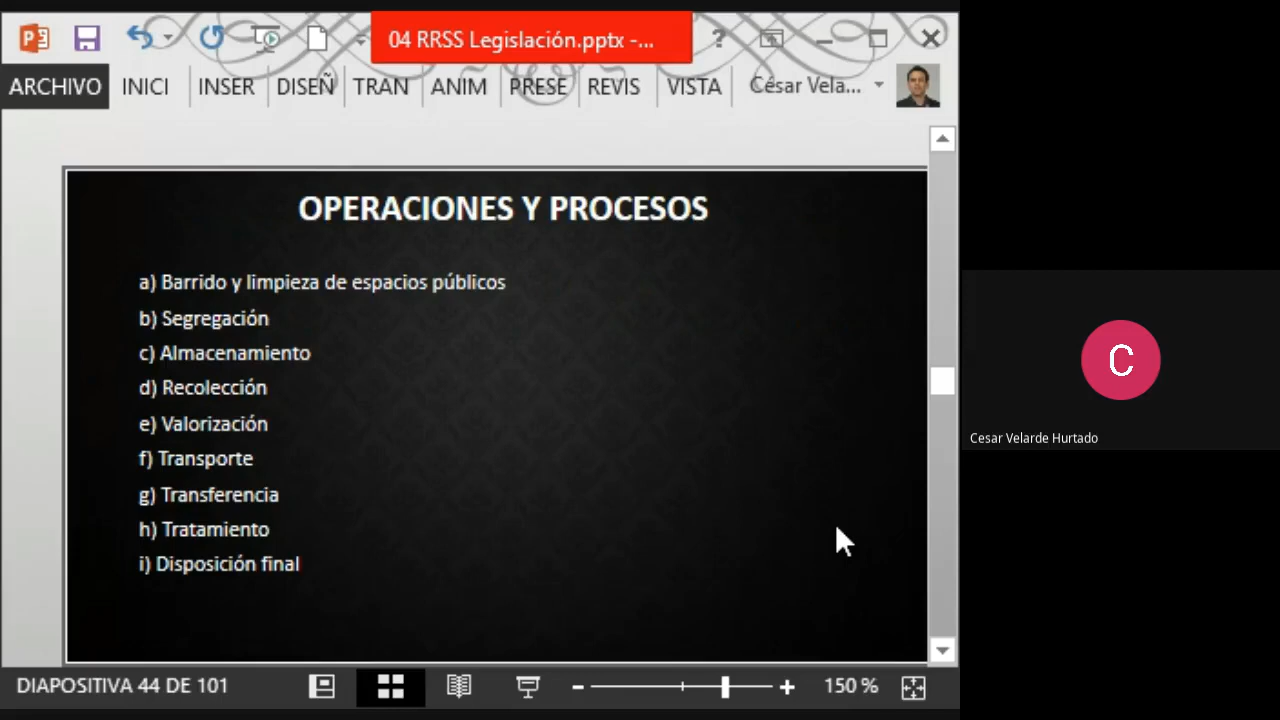 04 RRSS Legislación.pptx -...
?
ARCHIVO INICI INSER DISEÑ TRAN ANIM PRESE REVIS VISTA César Vela...
OPERACIONES Y PROCESOS
a) Barrido y limpieza de espacios públicos
b) Segregación
c) Almacenamiento
d) Recolección
e) Valorización
f) Transporte
g) Transferencia
h) Tratamiento
i) Disposición final
C
Cesar Velarde Hurtado
DIAPOSITIVA 44 DE 101 150 %